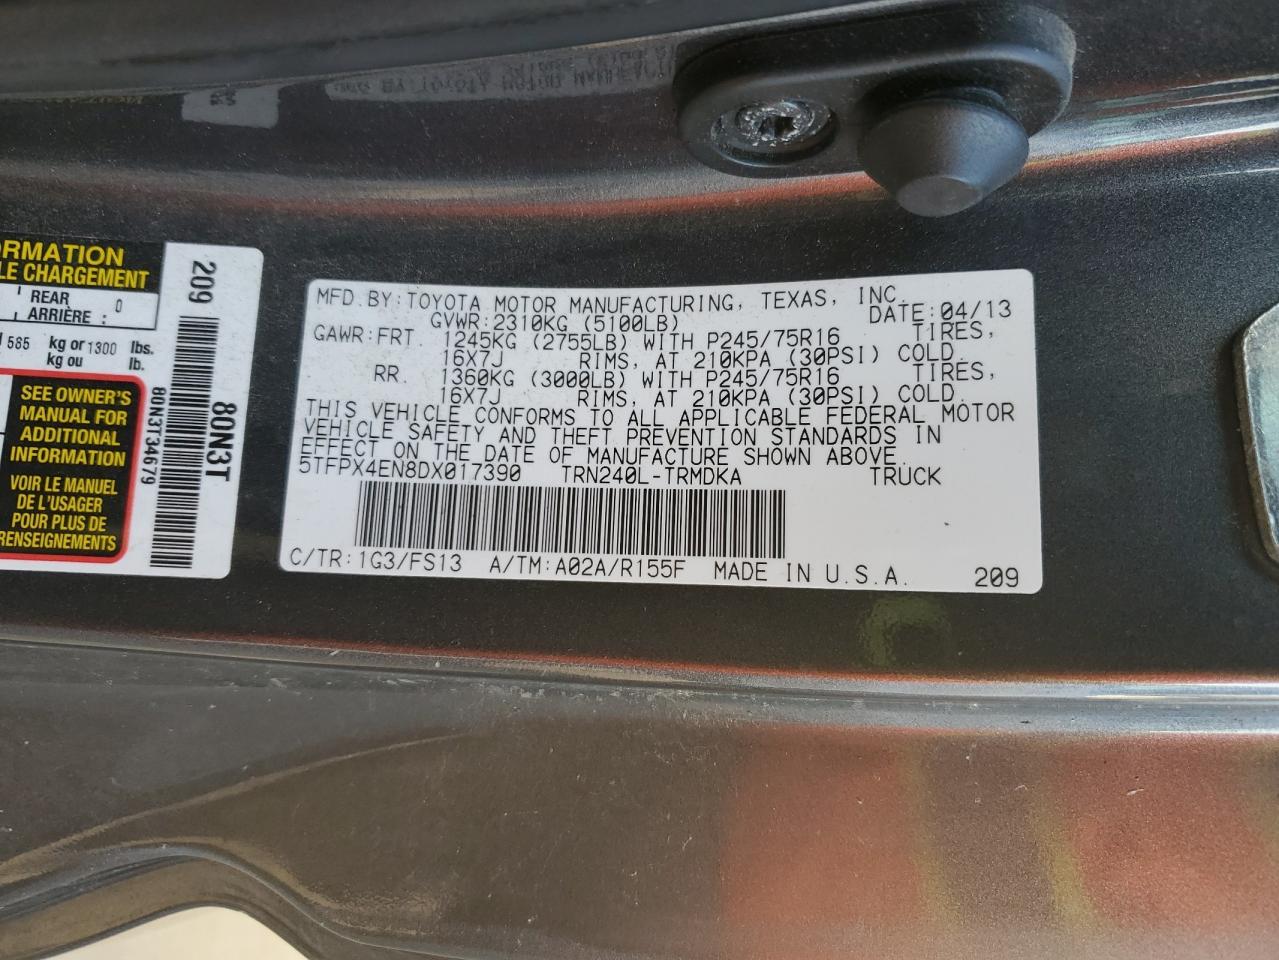 ORMATION
LE CHARGEMENT
REAR
ARRIÈRE : 0
585 kg or 1300 lbs.
kg ou lb.
SEE OWNER'S
MANUAL FOR
ADDITIONAL
INFORMATION
VOIR LE MANUEL
DE L'USAGER
POUR PLUS DE
RENSEIGNEMENTS
209
80N3T
80N3T34679
MFD.BY:TOYOTA MOTOR MANUFACTURING, TEXAS, INC.
GVWR:2310KG (5100LB) DATE:04/13
GAWR:FRT. 1245KG (2755LB) WITH P245/75R16 TIRES,
16X7J RIMS, AT 210KPA (30PSI) COLD.
RR. 1360KG (3000LB) WITH P245/75R16 TIRES,
16X7J RIMS, AT 210KPA (30PSI) COLD.
THIS VEHICLE CONFORMS TO ALL APPLICABLE FEDERAL MOTOR
VEHICLE SAFETY AND THEFT PREVENTION STANDARDS IN
EFFECT ON THE DATE OF MANUFACTURE SHOWN ABOVE.
5TFPX4EN8DX017390 TRN240L-TRMDKA TRUCK
C/TR:1G3/FS13 A/TM:A02A/R155F MADE IN U.S.A. 209